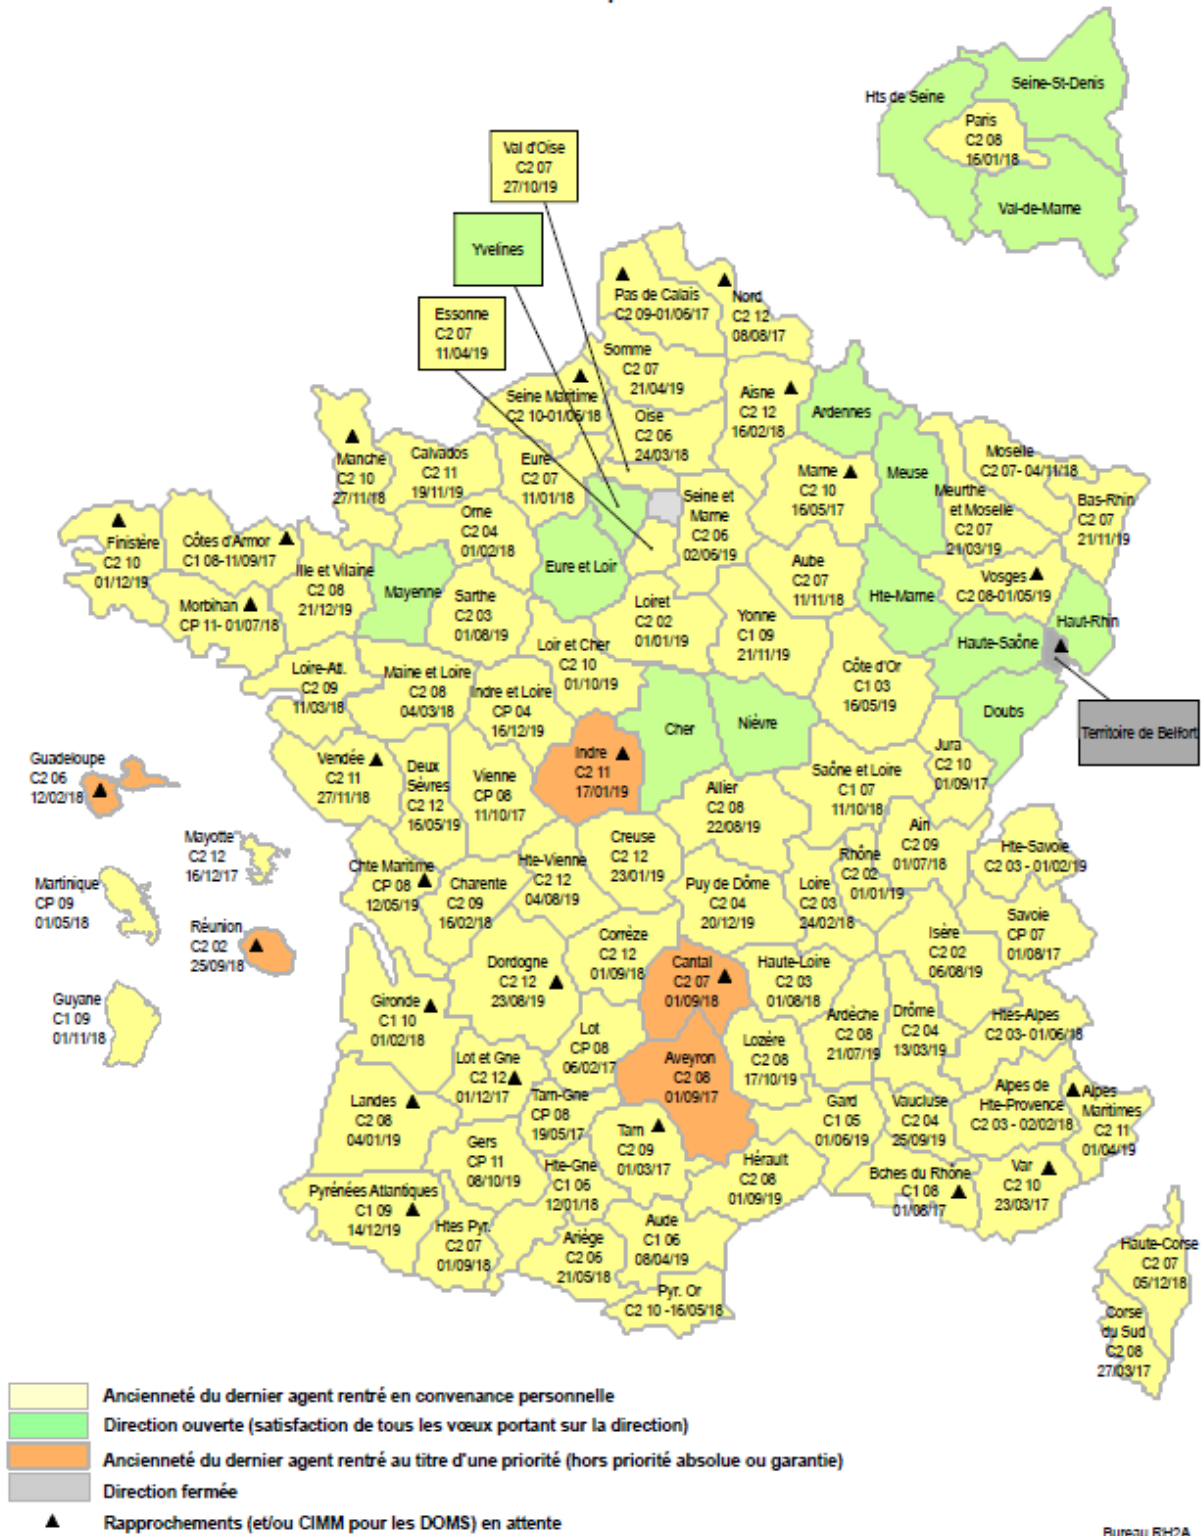 Hts de Seine
Seine-St-Denis
Paris
C2 08
16/01/18
Val-de-Marne
Val d'Oise
C2 07
27/10/19
Yvelines
Essonne
C2 07
11/04/19
Pas de Calais
C2 09-01/06/17
Nord
C2 12
08/08/17
Somme
C2 07
21/04/19
Seine Maritime
C2 10-01/06/18
Oise
C2 06
24/03/18
Aisne
C2 12
16/02/18
Ardennes
Manche
C2 10
27/11/18
Calvados
C2 11
19/11/19
Eure
C2 07
11/01/18
Marne
C2 10
16/05/17
Meuse
Moselle
C2 07- 04/11/18
Meurthe
et Moselle
C2 07
21/03/19
Bas-Rhin
C2 07
21/11/19
Orne
C2 04
01/02/18
Seine et
Marne
C2 06
02/06/19
Finistère
C2 10
01/12/19
Côtes d'Armor
C1 08-11/09/17
Ille et Vilaine
C2 08
21/12/19
Morbihan
CP 11- 01/07/18
Mayenne
Sarthe
C2 03
01/08/19
Eure et Loir
Loiret
C2 02
01/01/19
Yonne
C1 09
21/11/19
Aube
C2 07
11/11/18
Hte-Marne
Vosges
C2 08-01/05/19
Haut-Rhin
Haute-Saône
Territoire de Belfort
Doubs
Loire-Atl.
C2 09
11/03/18
Maine et Loire
C2 08
04/03/18
Indre et Loire
CP 04
16/12/19
Loir et Cher
C2 10
01/10/19
Cher
Nièvre
Côte d'Or
C1 03
16/05/19
Jura
C2 10
01/09/17
Vendée
C2 11
27/11/18
Deux
Sèvres
C2 12
16/05/19
Vienne
CP 08
11/10/17
Indre
C2 11
17/01/19
Allier
C2 08
22/08/19
Saône et Loire
C1 07
11/10/18
Guadeloupe
C2 06
12/02/18
Mayotte
C2 12
16/12/17
Martinique
CP 09
01/05/18
Réunion
C2 02
25/09/18
Guyane
C1 09
01/11/18
Chte Maritime
CP 08
12/05/19
Charente
C2 09
16/02/18
Hte-Vienne
C2 12
04/08/19
Creuse
C2 12
23/01/19
Puy de Dôme
C2 04
20/12/19
Loire
C2 03
24/02/18
Rhône
C2 02
01/01/19
Ain
C2 09
01/07/18
Hte-Savoie
C2 03 - 01/02/19
Savoie
CP 07
01/08/17
Isère
C2 02
06/08/19
Corrèze
C2 12
01/09/18
Cantal
C2 07
01/09/18
Haute-Loire
C2 03
01/08/18
Dordogne
C2 12
23/08/19
Gironde
C1 10
01/02/18
Lot
CP 08
06/02/17
Aveyron
C2 08
01/09/17
Lozère
C2 08
17/10/19
Ardèche
C2 08
21/07/19
Drôme
C2 04
13/03/19
Htes-Alpes
C2 03- 01/06/18
Lot et Gne
C2 12
01/12/17
Landes
C2 08
04/01/19
Tarn-Gne
CP 08
19/05/17
Tarn
C2 09
01/03/17
Gard
C1 05
01/06/19
Vaucluse
C2 04
25/09/19
Alpes de
Hte-Provence
C2 03 - 02/02/18
Alpes
Maritimes
C2 11
01/04/19
Gers
CP 11
08/10/19
Hte-Gne
C1 06
12/01/18
Hérault
C2 08
01/09/19
Bches du Rhône
C1 08
01/08/17
Var
C2 10
23/03/17
Pyrénées Atlantiques
C1 09
14/12/19
Htes Pyr.
C2 07
01/09/18
Ariège
C2 06
21/05/18
Aude
C1 06
08/04/19
Pyr. Or
C2 10 -16/05/18
Haute-Corse
C2 07
05/12/18
Corse
du Sud
C2 08
27/03/17
Ancienneté du dernier agent rentré en convenance personnelle
Direction ouverte (satisfaction de tous les vœux portant sur la direction)
Ancienneté du dernier agent rentré au titre d'une priorité (hors priorité absolue ou garantie)
Direction fermée
Rapprochements (et/ou CIMM pour les DOMS) en attente
Bureau RH2A